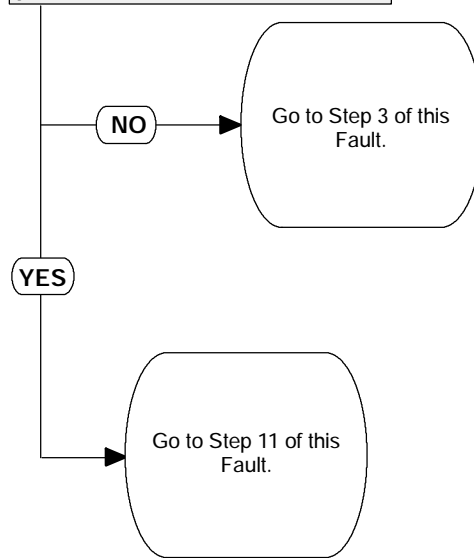 NO
Go to Step 3 of this
Fault.
YES
Go to Step 11 of this
Fault.